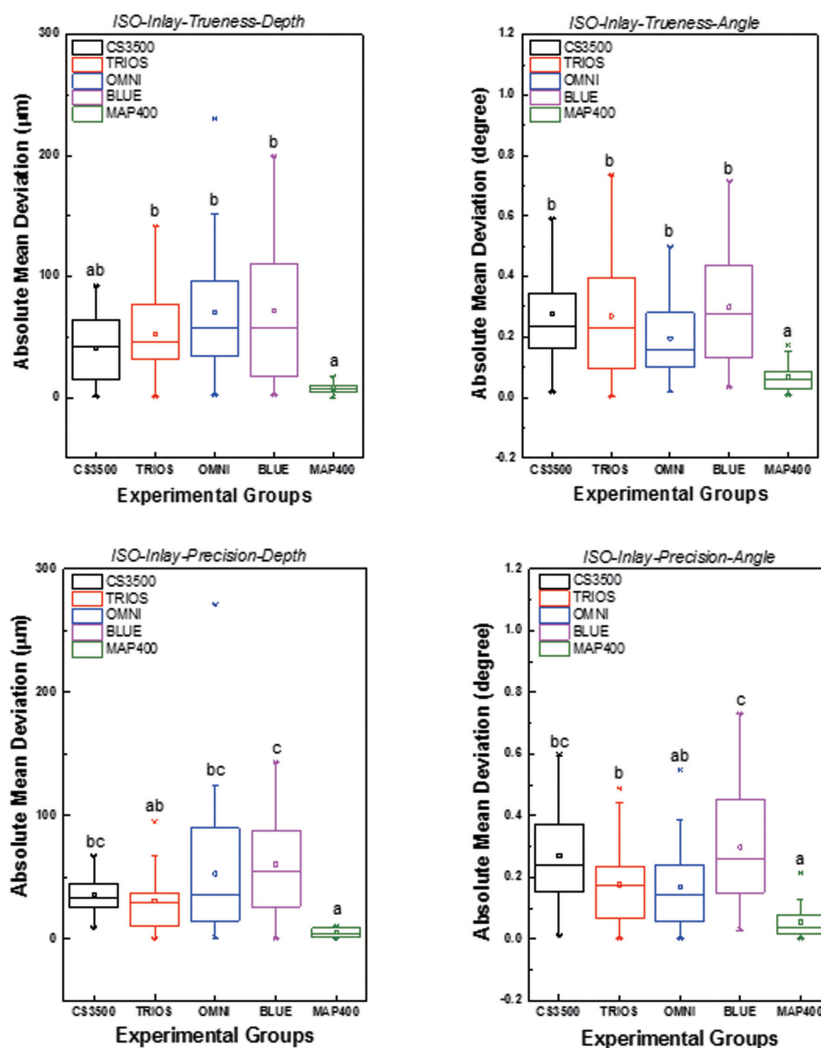 ISO-Inlay-Trueness-Depth
300
200
100
0
Absolute Mean Deviation (μm)
CS3500
TRIOS
OMNI
BLUE
MAP400
ab
b
b
b
a
CS3500 TRIOS OMNI BLUE MAP400
Experimental Groups
ISO-Inlay-Trueness-Angle
1.2
1.0
0.8
0.6
0.4
0.2
0.0
-0.2
Absolute Mean Deviation (degree)
CS3500
TRIOS
OMNI
BLUE
MAP400
b
b
b
b
a
CS3500 TRIOS OMNI BLUE MAP400
Experimental Groups
ISO-Inlay-Precision-Depth
300
200
100
0
Absolute Mean Deviation (μm)
CS3500
TRIOS
OMNI
BLUE
MAP400
bc
ab
bc
c
a
CS3500 TRIOS OMNI BLUE MAP400
Experimental Groups
ISO-Inlay-Precision-Angle
1.2
1.0
0.8
0.6
0.4
0.2
0.0
-0.2
Absolute Mean Deviation (degree)
CS3500
TRIOS
OMNI
BLUE
MAP400
bc
b
ab
c
a
CS3500 TRIOS OMNI BLUE MAP400
Experimental Groups